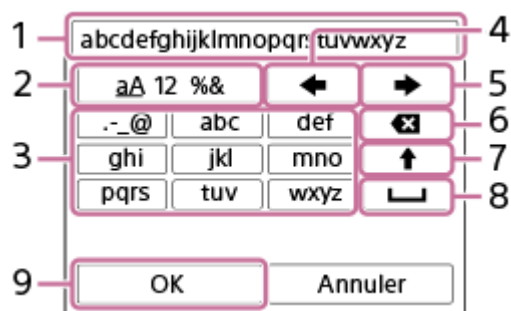 1 abcdefghijklmnopqrstuvwxyz 4
2 aA 12 %& 5
.-_@ abc def 6
3 ghi jkl mno 7
pqrs tuv wxyz 8
9 OK Annuler